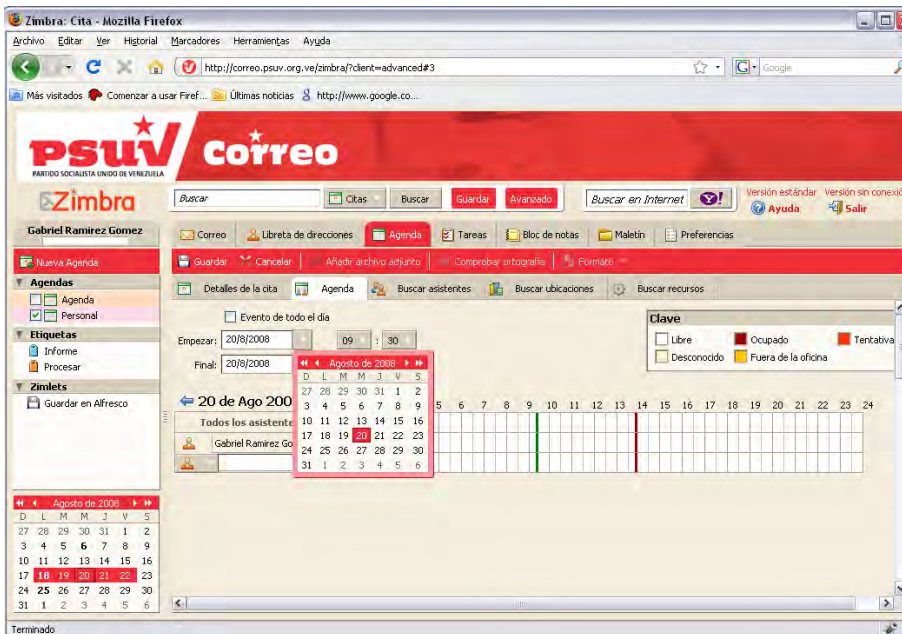 Zimbra: Cita - Mozilla Firefox
Archivo Editar Ver Historial Marcadores Herramientas Ayuda
http://correo.psuv.org.ve/zimbra/?client=advanced#3 Google
Más visitados Comenzar a usar Firef... Últimas noticias http://www.google.co...
PSUV Correo
PARTIDO SOCIALISTA UNIDO DE VENEZUELA
Zimbra
Buscar Citas Buscar Guardar Avanzado Buscar en Internet Y! Versión estándar Versión sin conexió
Ayuda Salir
Gabriel Ramirez Gomez
Correo Libreta de direcciones Agenda Tareas Bloc de notas Maletín Preferencias
Nueva Agenda
Guardar Cancelar Añadir archivo adjunto Comprobar ortografía Formato
Agendas
Agenda
Personal
Etiquetas
Informe
Procesar
Zimlets
Guardar en Alfresco
Detalles de la cita Agenda Buscar asistentes Buscar ubicaciones Buscar recursos
Evento de todo el día
Empezar: 20/8/2008 09 : 30
Final: 20/8/2008
Clave
Libre Ocupado Tentativa
Desconocido Fuera de la oficina
Agosto de 2008
D L M M J V S
27 28 29 30 31 1 2
3 4 5 6 7 8 9
10 11 12 13 14 15 16
17 18 19 20 21 22 23
24 25 26 27 28 29 30
31 1 2 3 4 5 6
20 de Ago 200 5 6 7 8 9 10 11 12 13 14 15 16 17 18 19 20 21 22 23 24
Todos los asistente
Gabriel Ramirez Go
Agosto de 2008
D L M M J V S
27 28 29 30 31 1 2
3 4 5 6 7 8 9
10 11 12 13 14 15 16
17 18 19 20 21 22 23
24 25 26 27 28 29 30
31 1 2 3 4 5 6
Terminado